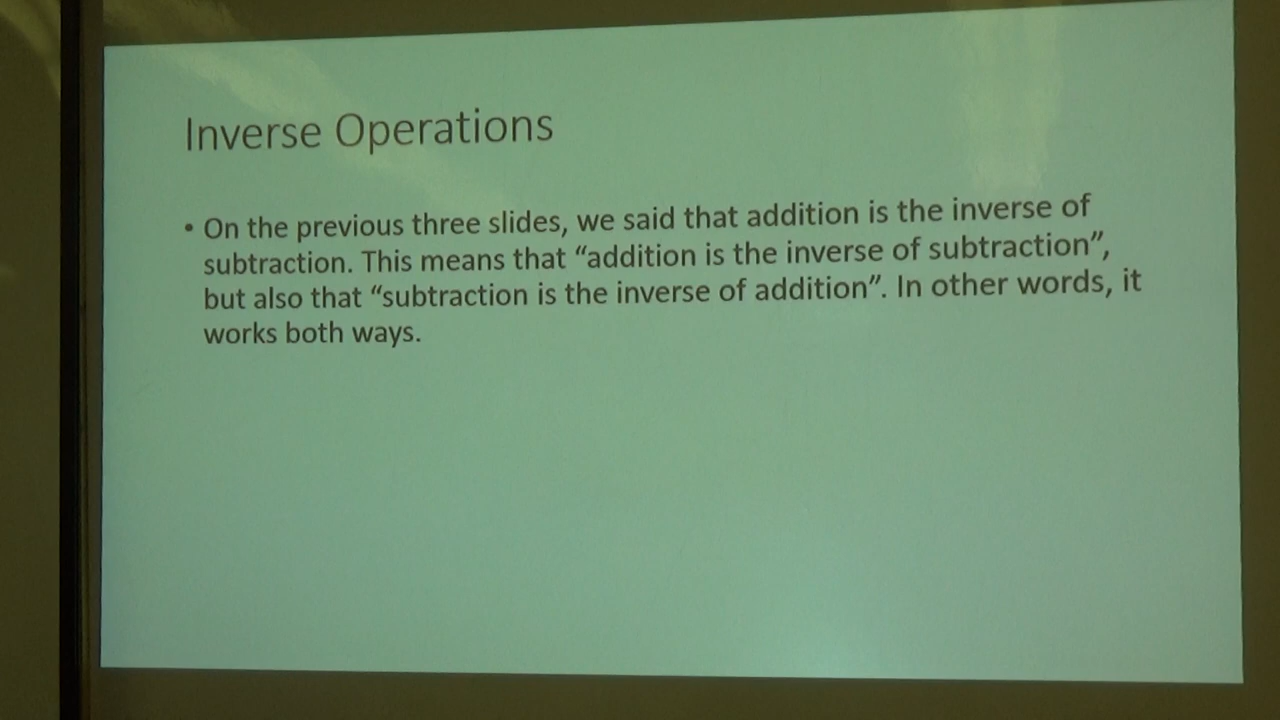 Inverse Operations
• On the previous three slides, we said that addition is the inverse of
subtraction. This means that “addition is the inverse of subtraction”,
but also that “subtraction is the inverse of addition”. In other words, it
works both ways.